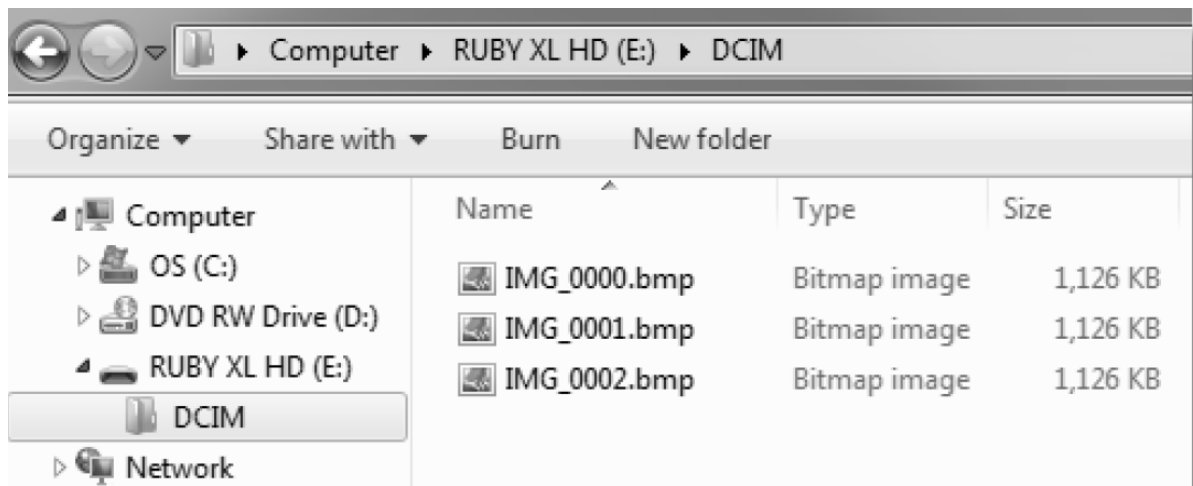 Computer RUBY XL HD (E:) DCIM
Organize Share with Burn New folder
Computer
OS (C:)
DVD RW Drive (D:)
RUBY XL HD (E:)
DCIM
Network
Name Type Size
IMG_0000.bmp Bitmap image 1,126 KB
IMG_0001.bmp Bitmap image 1,126 KB
IMG_0002.bmp Bitmap image 1,126 KB